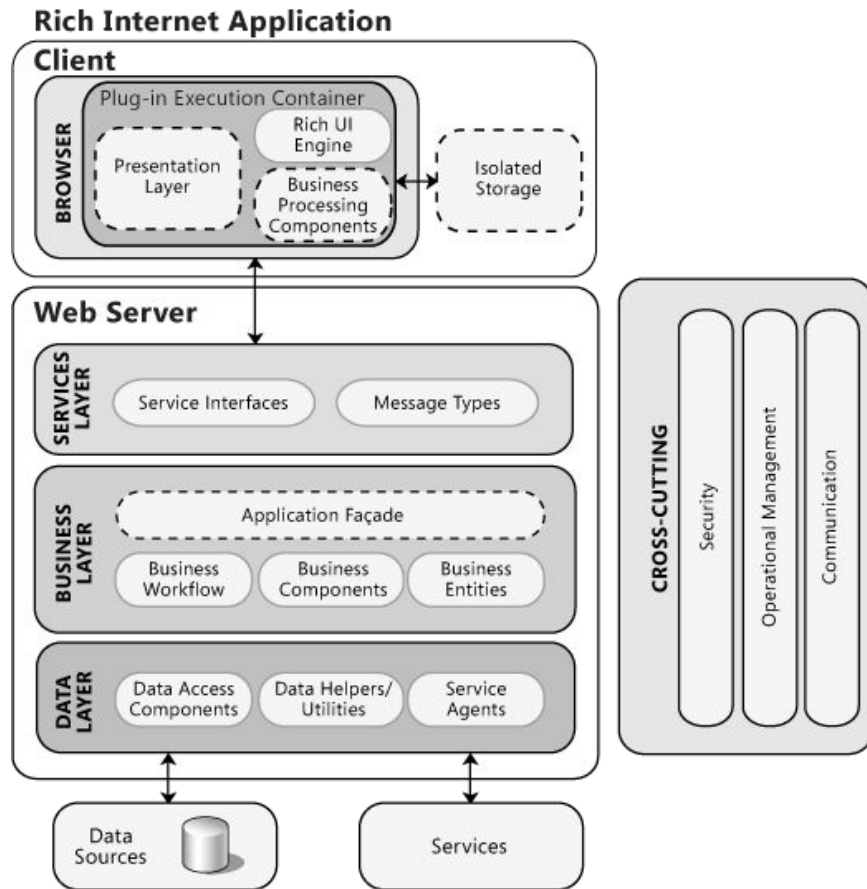 Rich Internet Application
Client
BROWSER
Plug-in Execution Container
Presentation
Layer
Rich UI
Engine
Business
Processing
Components
Isolated
Storage
Web Server
SERVICES
LAYER
Service Interfaces
Message Types
BUSINESS
LAYER
Application Façade
Business
Workflow
Business
Components
Business
Entities
DATA
LAYER
Data Access
Components
Data Helpers/
Utilities
Service
Agents
Data
Sources
Services
CROSS-CUTTING
Security
Operational Management
Communication